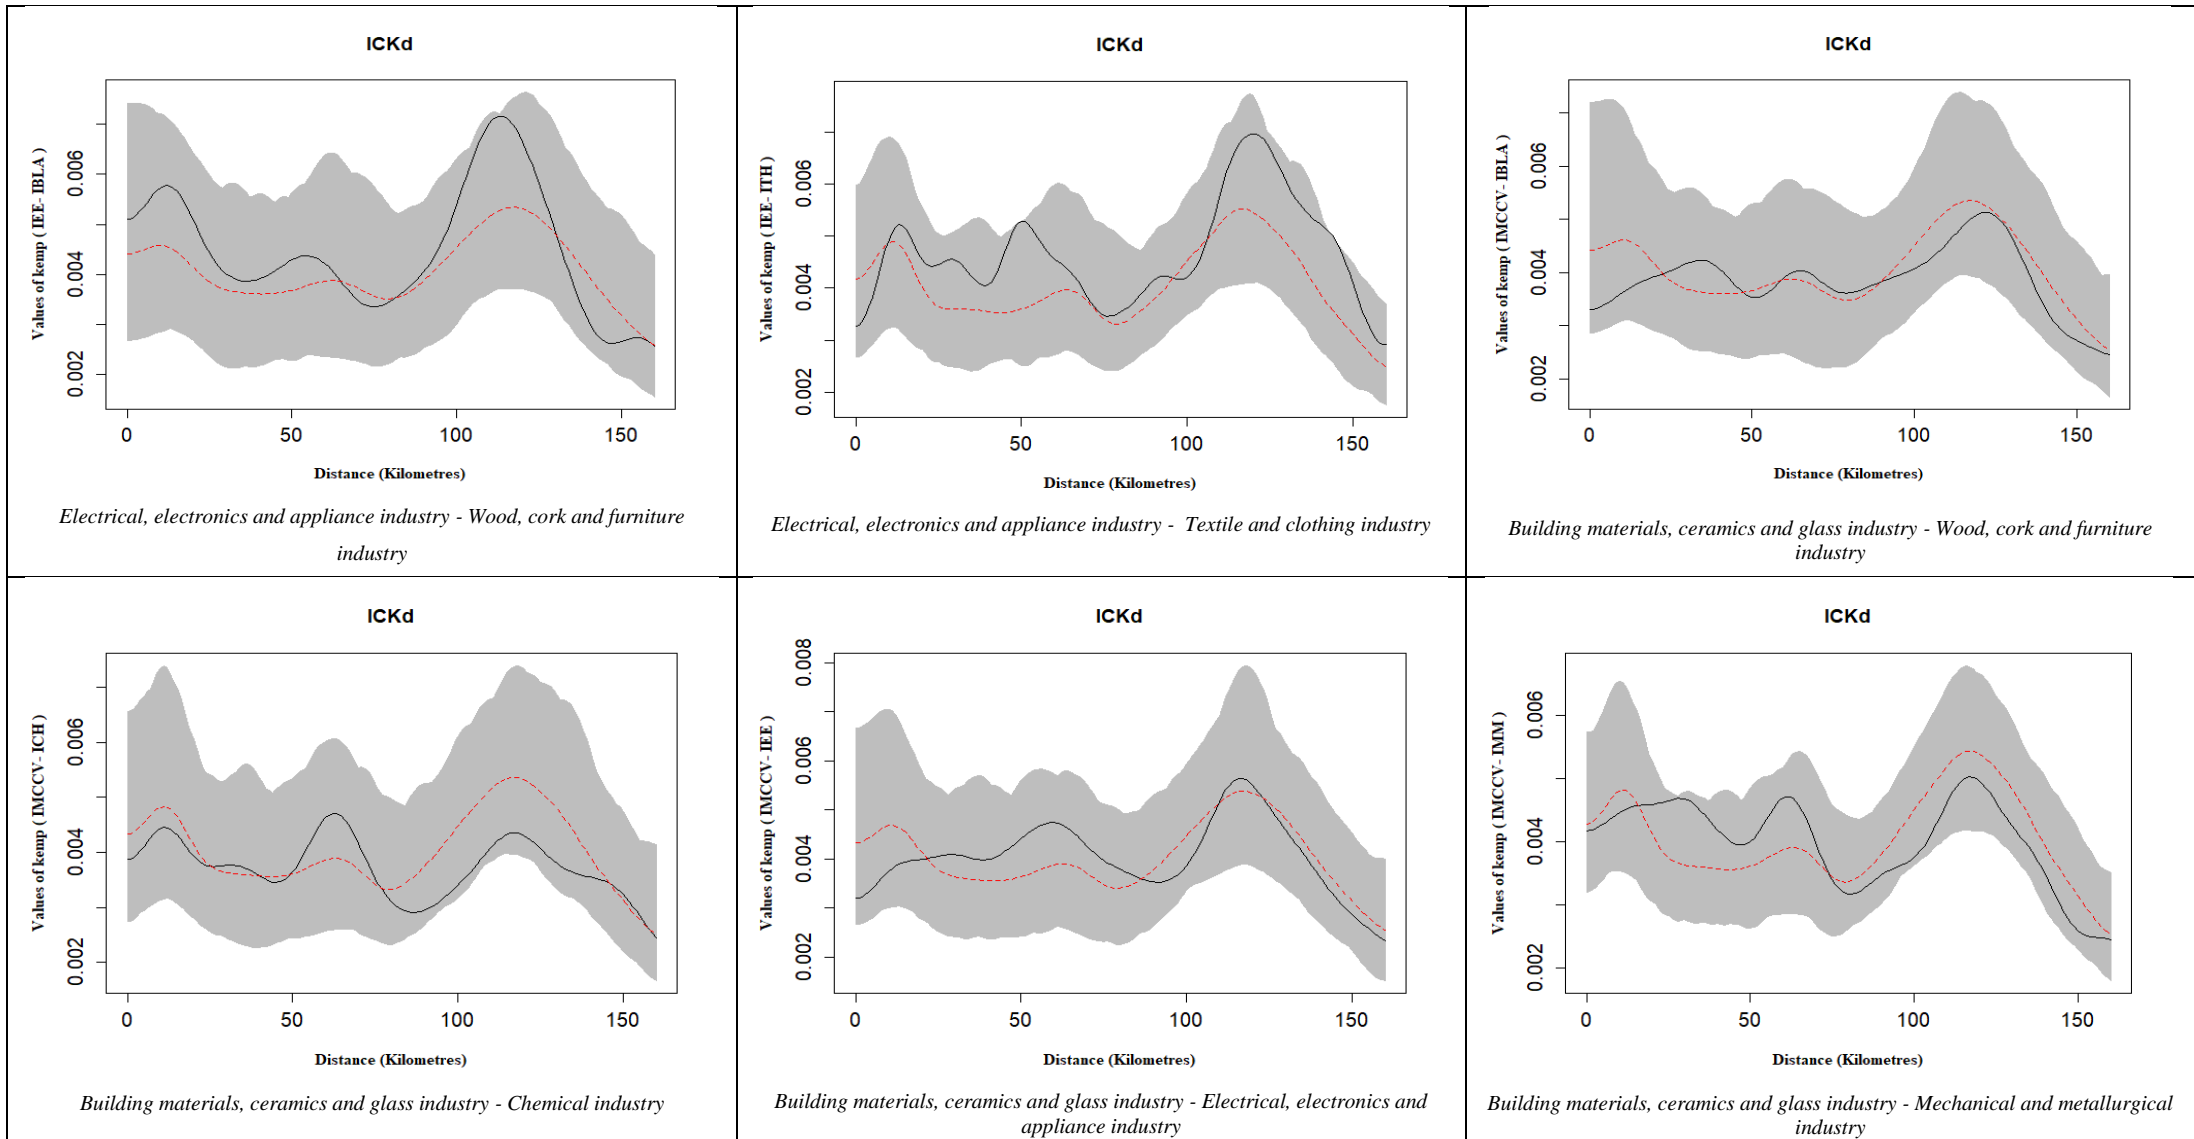 ICKd
Values of kemp ( IEE- IBLA )
0.002
0.004
0.006
0
50
100
150
Distance (Kilometres)
Electrical, electronics and appliance industry - Wood, cork and furniture
industry
ICKd
Values of kemp ( IEE- ITH )
0.002
0.004
0.006
0
50
100
150
Distance (Kilometres)
Electrical, electronics and appliance industry - Textile and clothing industry
ICKd
Values of kemp ( IMCCV- IBLA )
0.002
0.004
0.006
0
50
100
150
Distance (Kilometres)
Building materials, ceramics and glass industry - Wood, cork and furniture
industry
ICKd
Values of kemp ( IMCCV- ICH )
0.002
0.004
0.006
0
50
100
150
Distance (Kilometres)
Building materials, ceramics and glass industry - Chemical industry
ICKd
Values of kemp ( IMCCV- IEE )
0.002
0.004
0.006
0.008
0
50
100
150
Distance (Kilometres)
Building materials, ceramics and glass industry - Electrical, electronics and
appliance industry
ICKd
Values of kemp ( IMCCV- IMM )
0.002
0.004
0.006
0
50
100
150
Distance (Kilometres)
Building materials, ceramics and glass industry - Mechanical and metallurgical
industry